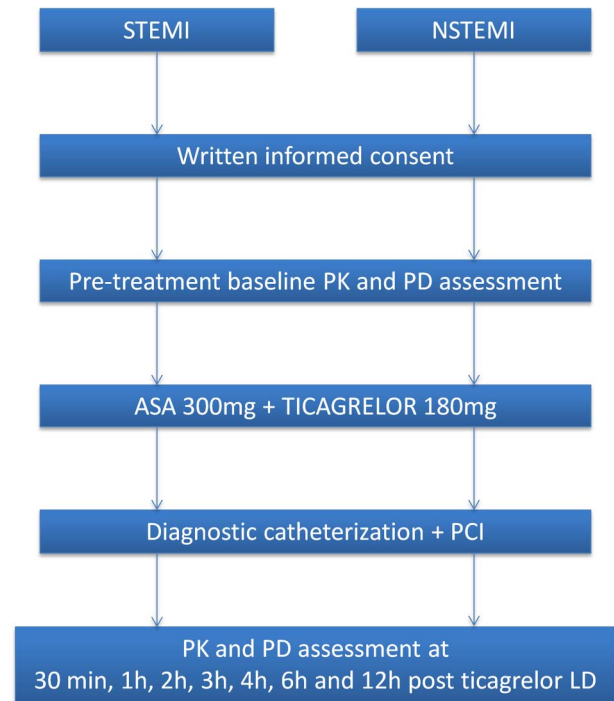 STEMI
NSTEMI
Written informed consent
Pre-treatment baseline PK and PD assessment
ASA 300mg + TICAGRELOR 180mg
Diagnostic catheterization + PCI
PK and PD assessment at
30 min, 1h, 2h, 3h, 4h, 6h and 12h post ticagrelor LD